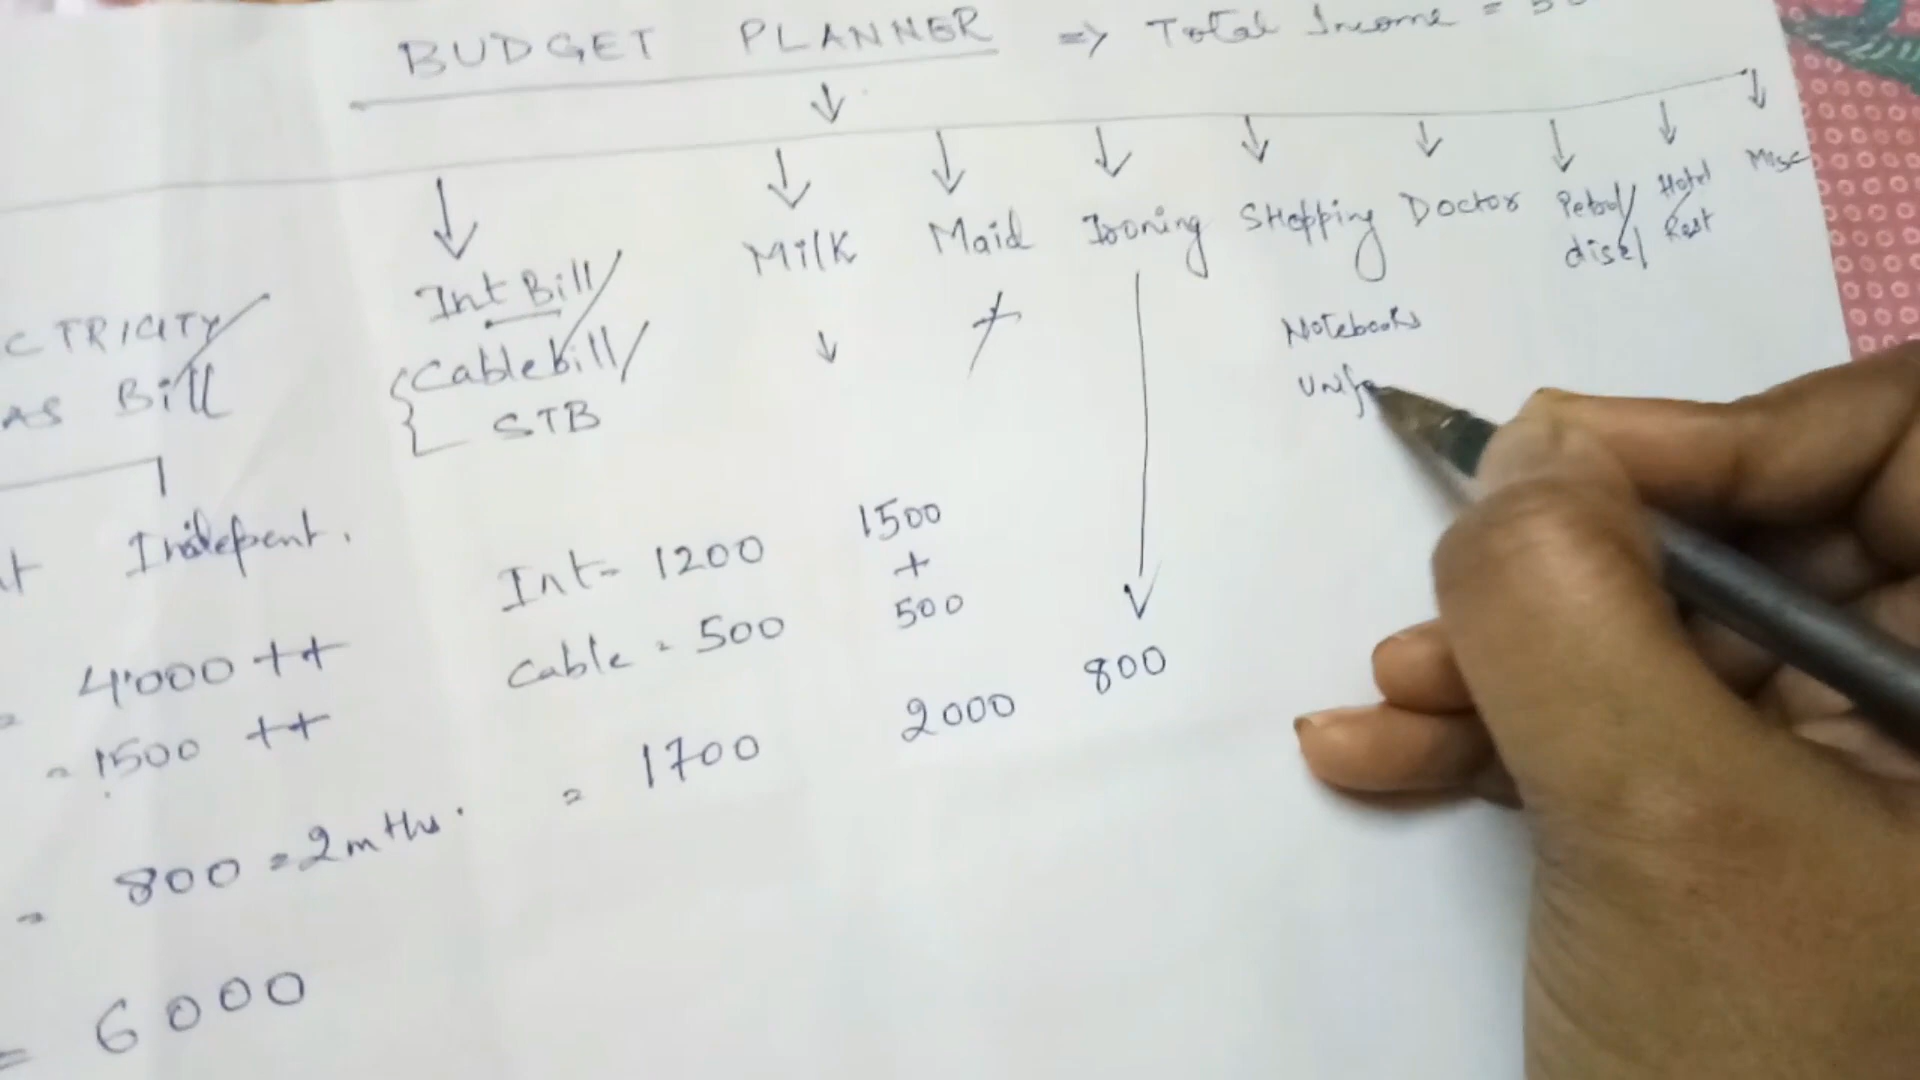 BUDGET PLANNER => Total Income =
Milk Maid Ironing Shopping Doctor Petrol/ Hotel Misc
disel Rest
CTRICITY/
AS Bill
Int Bill/
Cablebill/
STB
Notebooks
Unifo
Indepent.
Int- 1200
Cable = 500
= 1700
1500
+
500
2000
800
= 4000 ++
= 1500 ++
= 800 = 2mths.
= 6000